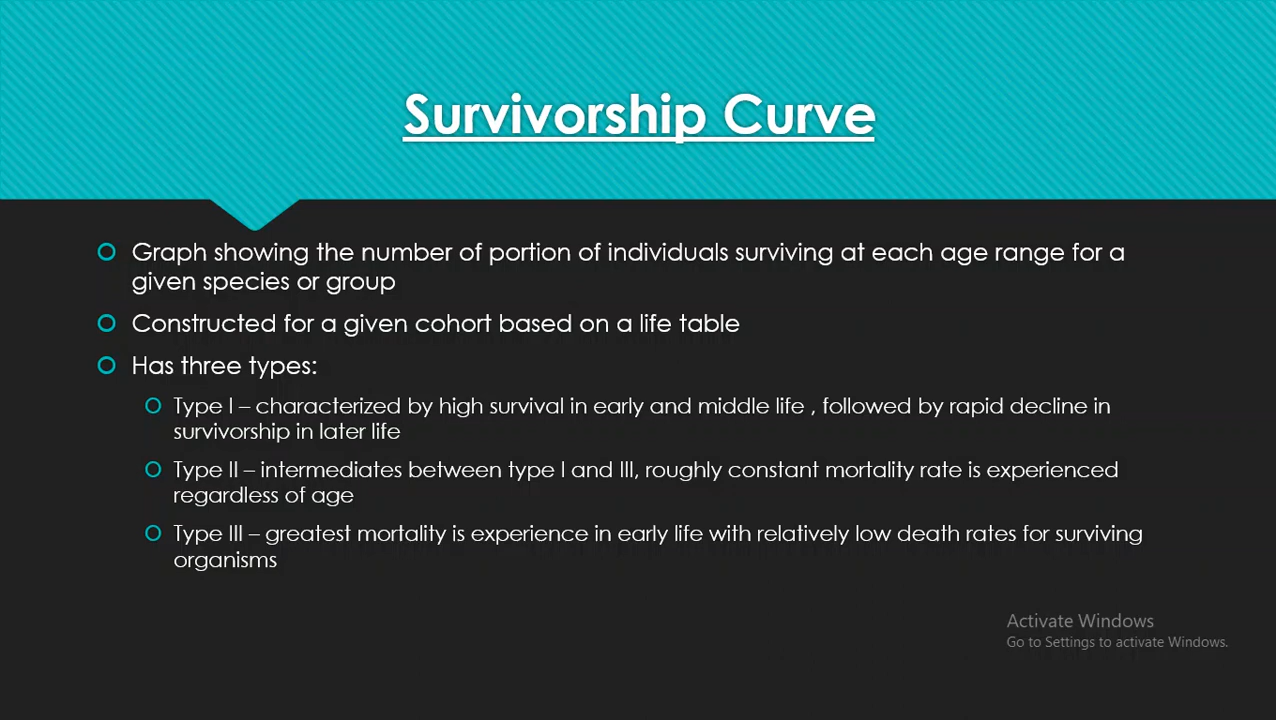 Survivorship Curve
Graph showing the number of portion of individuals surviving at each age range for a
given species or group
Constructed for a given cohort based on a life table
Has three types:
Type I – characterized by high survival in early and middle life , followed by rapid decline in
survivorship in later life
Type II – intermediates between type I and III, roughly constant mortality rate is experienced
regardless of age
Type III – greatest mortality is experience in early life with relatively low death rates for surviving
organisms
Activate Windows
Go to Settings to activate Windows.